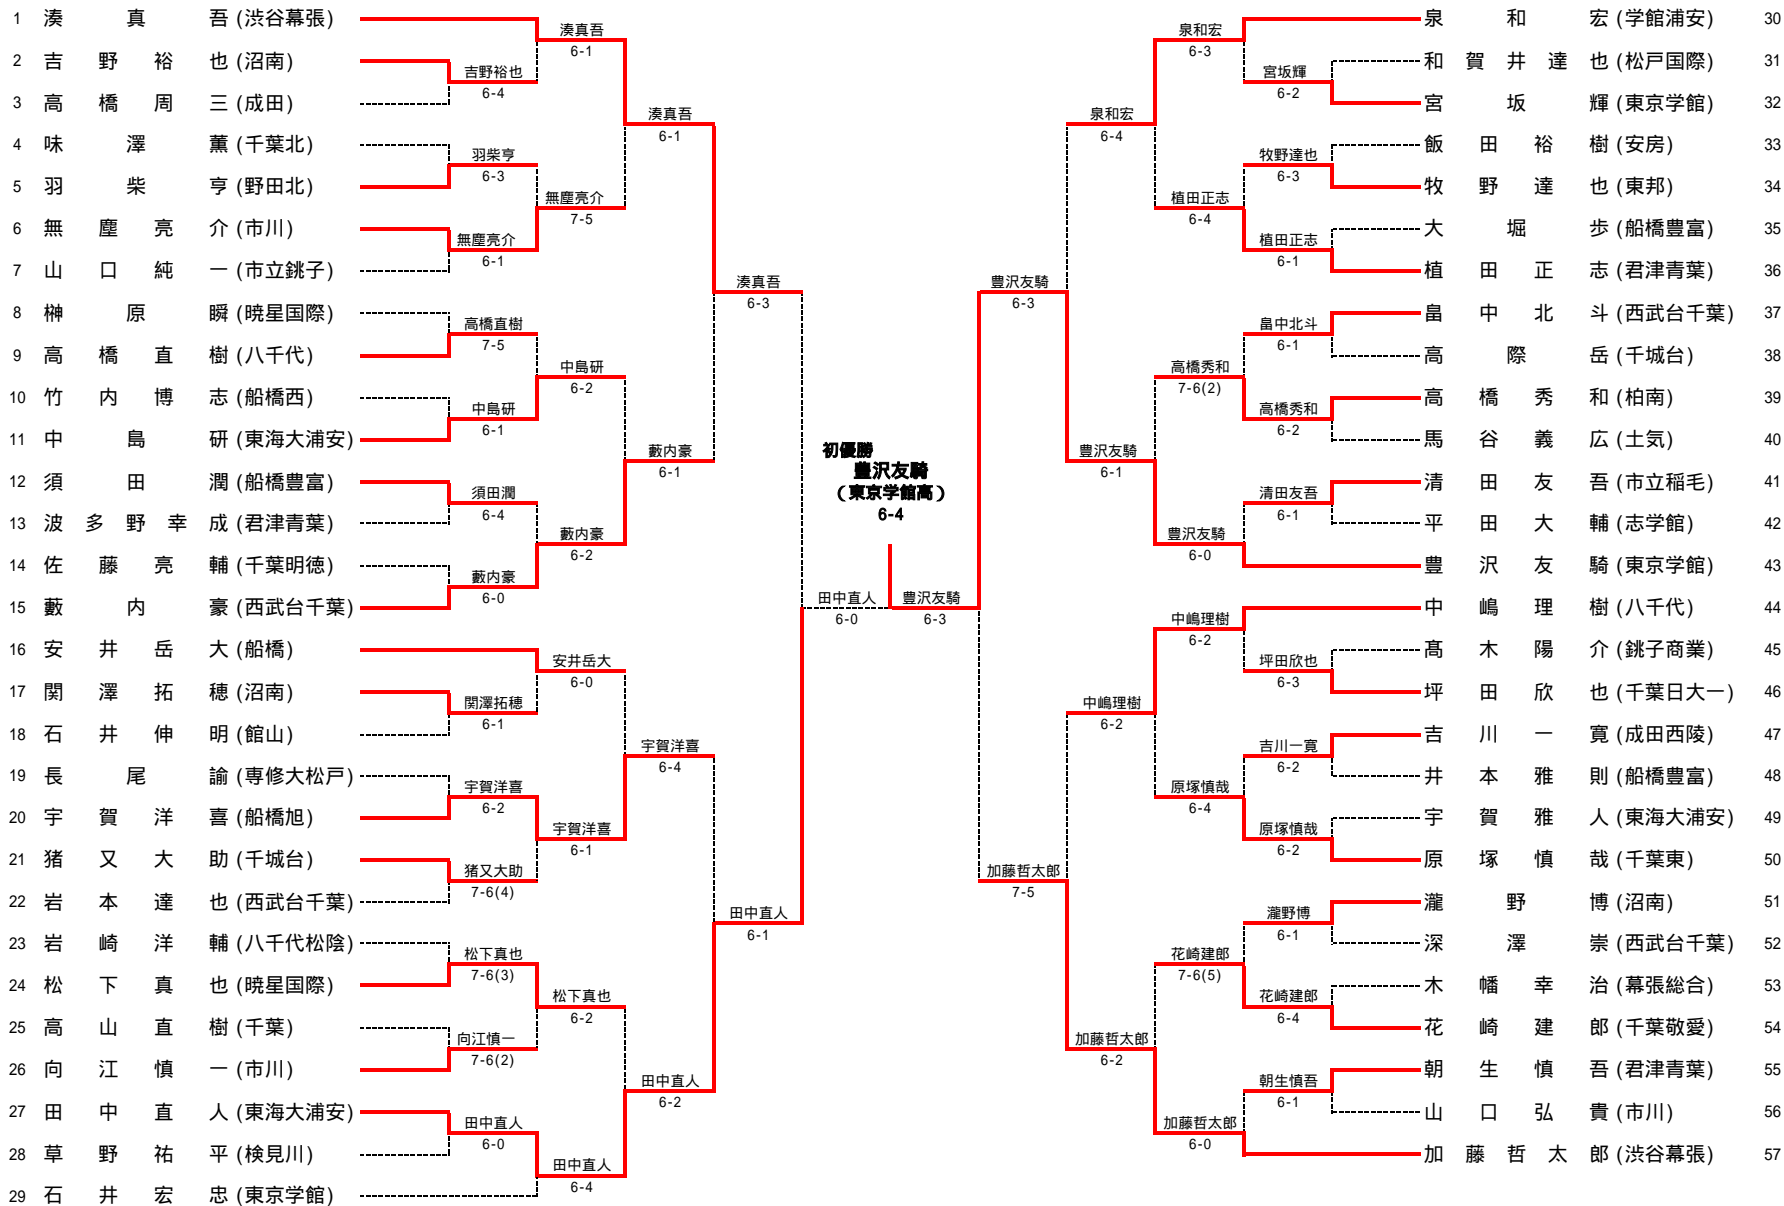 1 湊真吾 (渋谷幕張)
2 吉野裕也 (沼南)
3 高橋周三 (成田)
4 味澤薫 (千葉北)
5 羽柴亨 (野田北)
6 無塵亮介 (市川)
7 山口純一 (市立銚子)
8 榊原瞬 (暁星国際)
9 高橋直樹 (八千代)
10 竹内博志 (船橋西)
11 中島研 (東海大浦安)
12 須田潤 (船橋豊富)
13 波多野幸成 (君津青葉)
14 佐藤亮輔 (千葉明徳)
15 藪内豪 (西武台千葉)
16 安井岳大 (船橋)
17 関澤拓穂 (沼南)
18 石井伸明 (館山)
19 長尾諭 (専修大松戸)
20 宇賀洋喜 (船橋旭)
21 猪又大助 (千城台)
22 岩本達也 (西武台千葉)
23 岩崎洋輔 (八千代松陰)
24 松下真也 (暁星国際)
25 高山直樹 (千葉)
26 向江慎一 (市川)
27 田中直人 (東海大浦安)
28 草野祐平 (検見川)
29 石井宏忠 (東京学館)
吉野裕也
6-4
羽柴亨
6-3
無塵亮介
6-1
高橋直樹
7-5
中島研
6-1
須田潤
6-4
藪内豪
6-0
関澤拓穂
6-1
宇賀洋喜
6-2
猪又大助
7-6(4)
松下真也
7-6(3)
向江慎一
7-6(2)
田中直人
6-0
湊真吾
6-1
無塵亮介
7-5
中島研
6-2
藪内豪
6-2
安井岳大
6-0
宇賀洋喜
6-1
松下真也
6-2
田中直人
6-4
湊真吾
6-1
藪内豪
6-1
宇賀洋喜
6-4
田中直人
6-2
湊真吾
6-3
田中直人
6-1
田中直人
6-0
初優勝
豊沢友騎
(東京学館高)
6-4
豊沢友騎
6-3
豊沢友騎
6-3
加藤哲太郎
7-5
泉和宏
6-4
豊沢友騎
6-1
中嶋理樹
6-2
加藤哲太郎
6-2
泉和宏
6-3
植田正志
6-4
高橋秀和
7-6(2)
豊沢友騎
6-0
中嶋理樹
6-2
原塚慎哉
6-4
花崎建郎
7-6(5)
加藤哲太郎
6-0
宮坂輝
6-2
牧野達也
6-3
植田正志
6-1
畠中北斗
6-1
高橋秀和
6-2
清田友吾
6-1
坪田欣也
6-3
吉川一寛
6-2
原塚慎哉
6-2
瀧野博
6-1
花崎建郎
6-4
朝生慎吾
6-1
泉和宏 (学館浦安) 30
和賀井達也 (松戸国際) 31
宮坂輝 (東京学館) 32
飯田裕樹 (安房) 33
牧野達也 (東邦) 34
大堀歩 (船橋豊富) 35
植田正志 (君津青葉) 36
畠中北斗 (西武台千葉) 37
高際岳 (千城台) 38
高橋秀和 (柏南) 39
馬谷義広 (土気) 40
清田友吾 (市立稲毛) 41
平田大輔 (志学館) 42
豊沢友騎 (東京学館) 43
中嶋理樹 (八千代) 44
髙木陽介 (銚子商業) 45
坪田欣也 (千葉日大一) 46
吉川一寛 (成田西陵) 47
井本雅則 (船橋豊富) 48
宇賀雅人 (東海大浦安) 49
原塚慎哉 (千葉東) 50
瀧野博 (沼南) 51
深澤崇 (西武台千葉) 52
木幡幸治 (幕張総合) 53
花崎建郎 (千葉敬愛) 54
朝生慎吾 (君津青葉) 55
山口弘貴 (市川) 56
加藤哲太郎 (渋谷幕張) 57